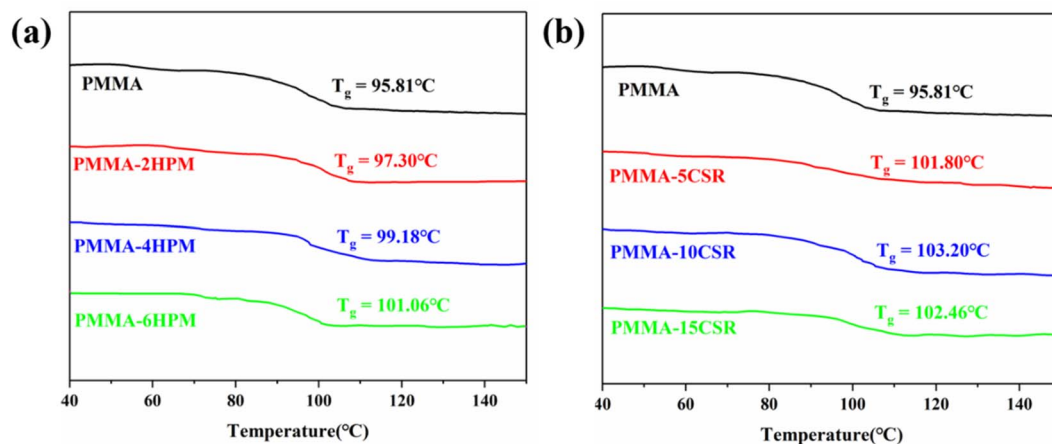 (a)
PMMA
Tg = 95.81℃
PMMA-2HPM
Tg = 97.30℃
PMMA-4HPM
Tg = 99.18℃
PMMA-6HPM
Tg = 101.06℃
40 60 80 100 120 140
Temperature(℃)
(b)
PMMA
Tg = 95.81℃
PMMA-5CSR
Tg = 101.80℃
PMMA-10CSR
Tg = 103.20℃
PMMA-15CSR
Tg = 102.46℃
40 60 80 100 120 140
Temperature(℃)